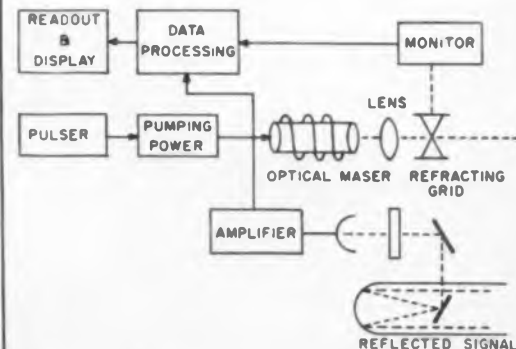 READOUT
&
DISPLAY
DATA
PROCESSING
MONITOR
PULSER
PUMPING
POWER
LENS
OPTICAL MASER
REFRACTING
GRID
AMPLIFIER
REFLECTED SIGNAL